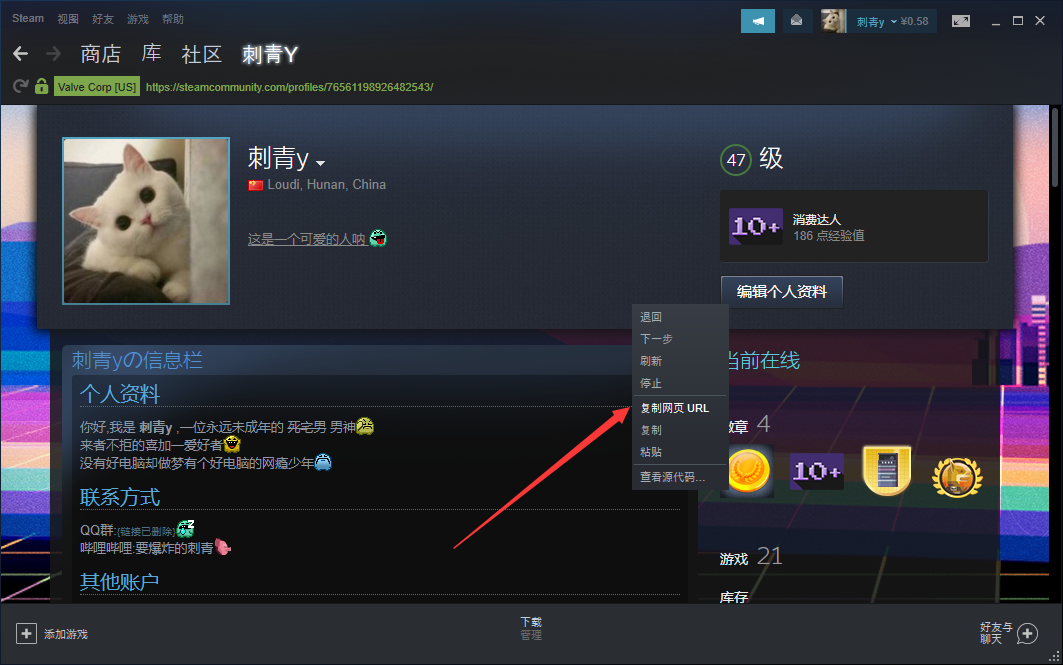 Steam 视图 好友 游戏 帮助
刺青y ¥0.58
商店 库 社区 刺青Y
Valve Corp [US] https://steamcommunity.com/profiles/76561198926482543/
刺青y
Loudi, Hunan, China
这是一个可爱的人呐
47 级
10+ 消费达人
186 点经验值
编辑个人资料
退回
下一步
刷新
停止
复制网页 URL
复制
粘贴
查看源代码...
刺青yの信息栏
个人资料
你好,我是 刺青y ,一位永远未成年的 死宅男 男神
来者不拒的喜加一爱好者
没有好电脑却做梦有个好电脑的网瘾少年
联系方式
QQ群:{链接已删除}
哔哩哔哩:要爆炸的刺青
其他账户
当前在线
徽章 4
10+
游戏 21
库存
添加游戏
下载
管理
好友与
聊天